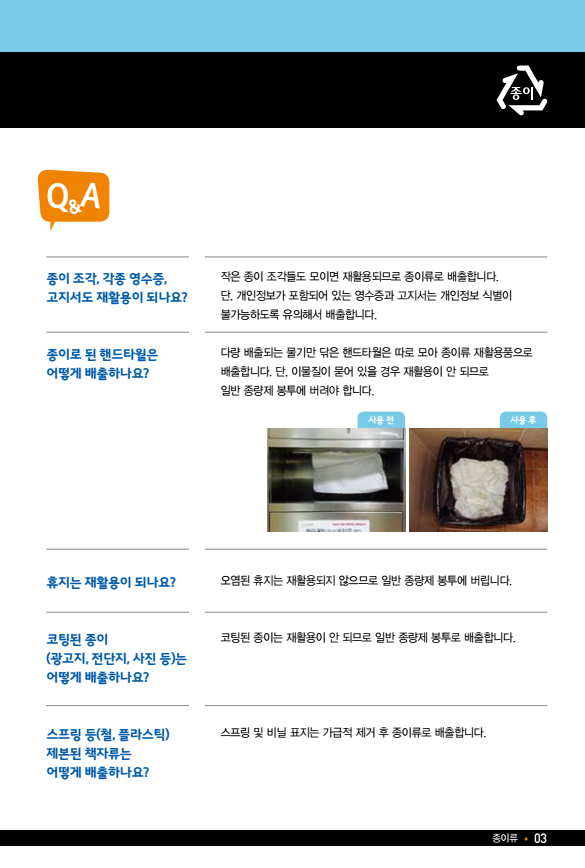 종이
Q&A
종이 조각, 각종 영수증,
고지서도 재활용이 되나요?
작은 종이 조각들도 모이면 재활용되므로 종이류로 배출합니다.
단, 개인정보가 포함되어 있는 영수증과 고지서는 개인정보 식별이
불가능하도록 유의해서 배출합니다.
종이로 된 핸드타월은
어떻게 배출하나요?
다량 배출되는 물기만 닦은 핸드타월은 따로 모아 종이류 재활용품으로
배출합니다. 단, 이물질이 묻어 있을 경우 재활용이 안 되므로
일반 종량제 봉투에 버려야 합니다.
사용 전
사용 후
휴지는 재활용이 되나요?
오염된 휴지는 재활용되지 않으므로 일반 종량제 봉투에 버립니다.
코팅된 종이
(광고지, 전단지, 사진 등)는
어떻게 배출하나요?
코팅된 종이는 재활용이 안 되므로 일반 종량제 봉투로 배출합니다.
스프링 등(철, 플라스틱)
제본된 책자류는
어떻게 배출하나요?
스프링 및 비닐 표지는 가급적 제거 후 종이류로 배출합니다.
종이류 • 03